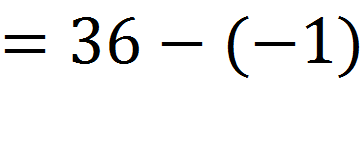 = 36 − (−1)